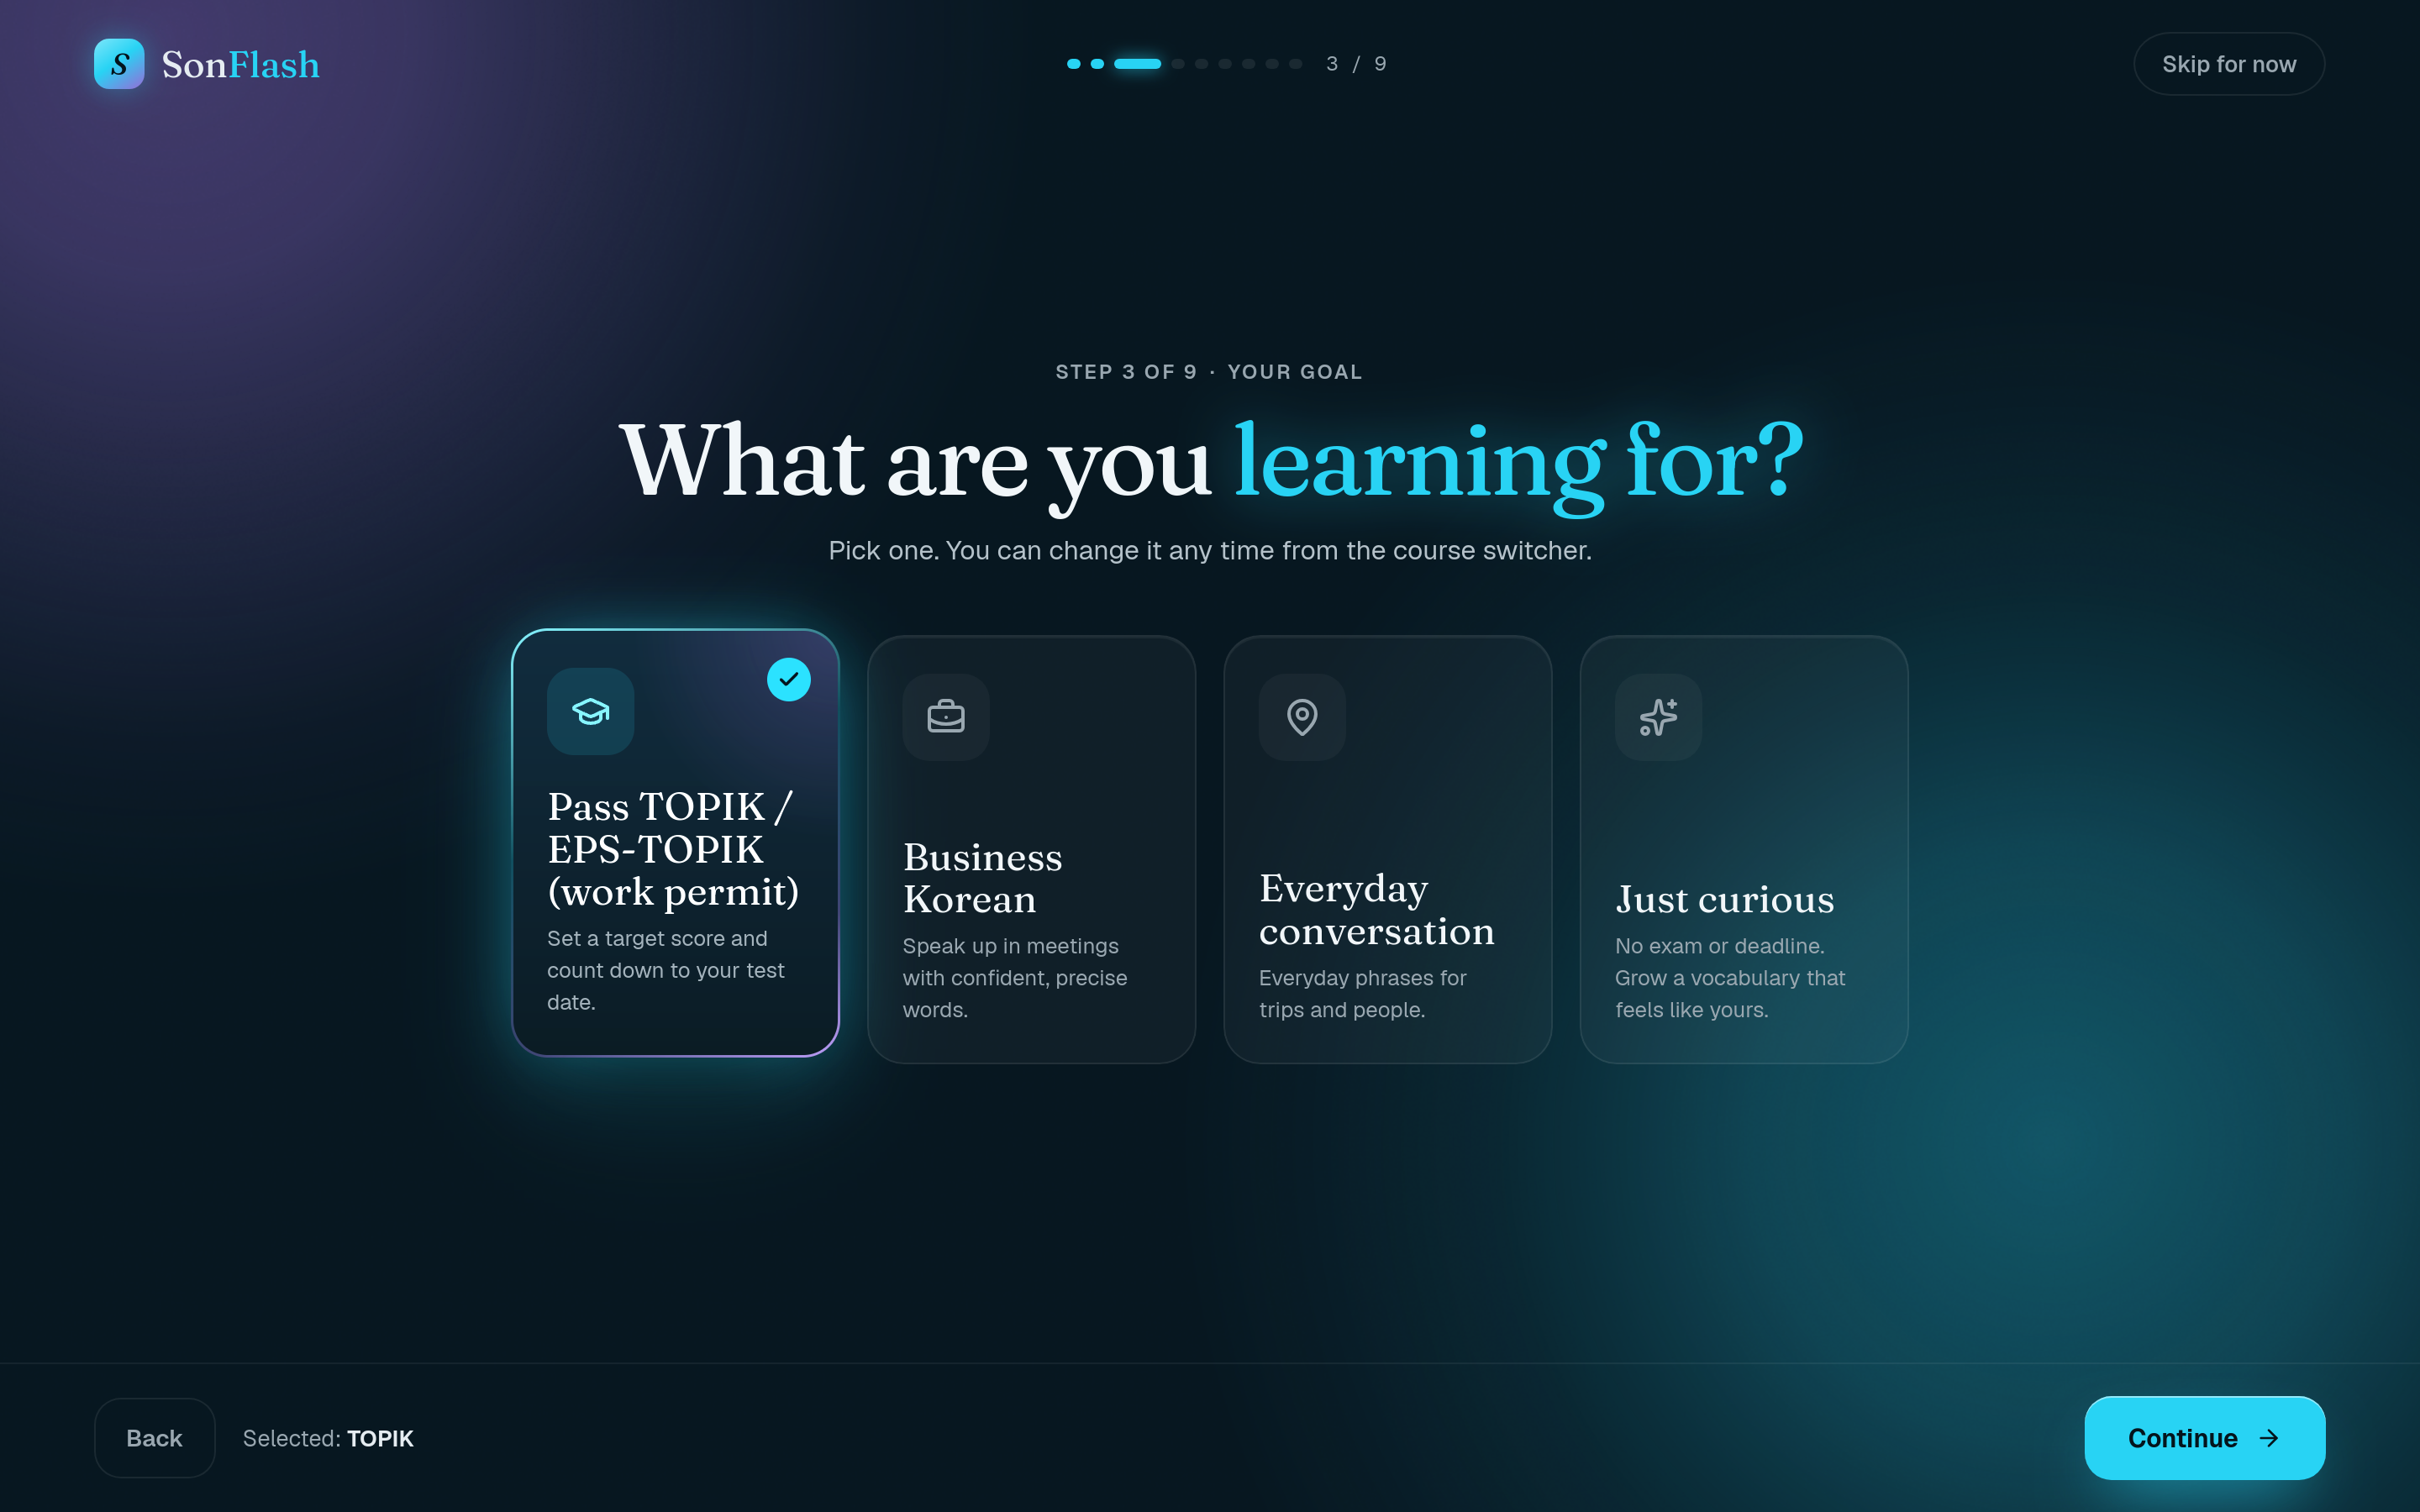 S SonFlash
3 / 9
Skip for now
STEP 3 OF 9 · YOUR GOAL
What are you learning for?
Pick one. You can change it any time from the course switcher.
Pass TOPIK /
EPS-TOPIK
(work permit)
Set a target score and
count down to your test
date.
Business
Korean
Speak up in meetings
with confident, precise
words.
Everyday
conversation
Everyday phrases for
trips and people.
Just curious
No exam or deadline.
Grow a vocabulary that
feels like yours.
Back
Selected: TOPIK
Continue